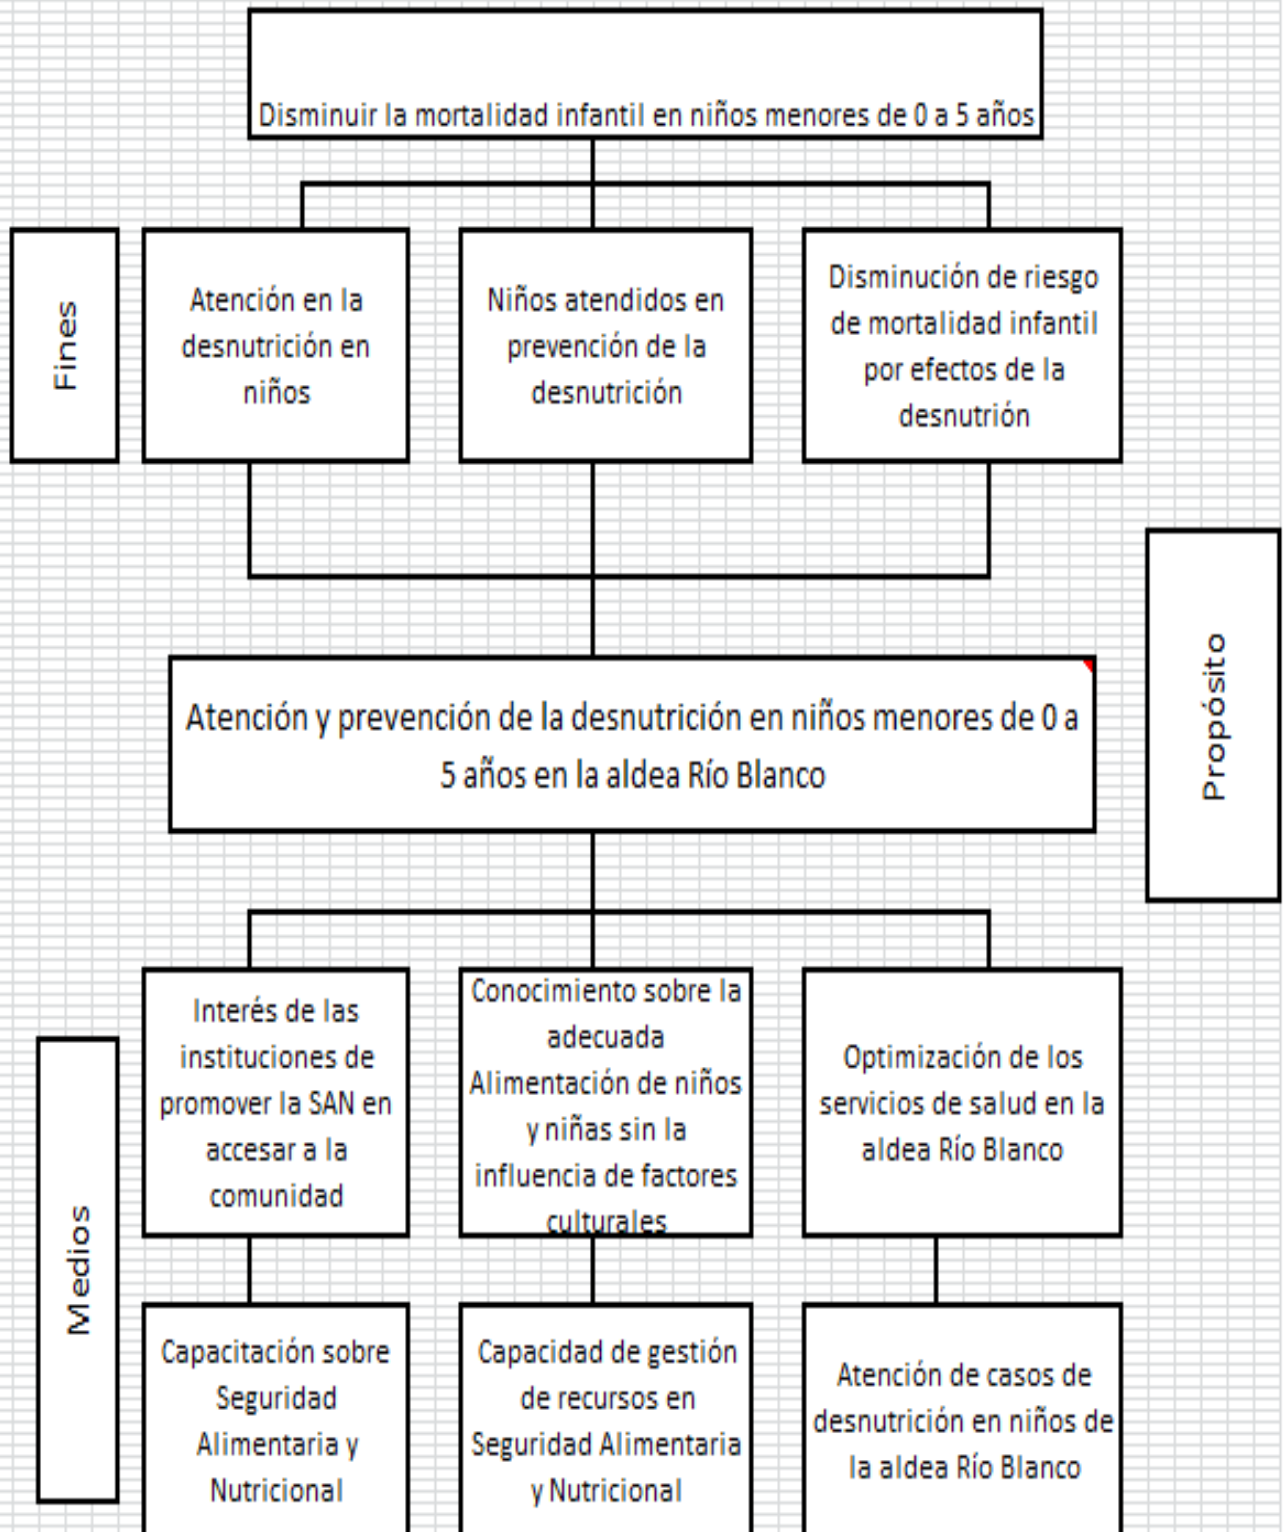 Disminuir la mortalidad infantil en niños menores de 0 a 5 años
Fines
Atención en la
desnutrición en
niños
Niños atendidos en
prevención de la
desnutrición
Disminución de riesgo
de mortalidad infantil
por efectos de la
desnutrión
Propósito
Atención y prevención de la desnutrición en niños menores de 0 a
5 años en la aldea Río Blanco
Medios
Interés de las
instituciones de
promover la SAN en
accesar a la
comunidad
Conocimiento sobre la
adecuada
Alimentación de niños
y niñas sin la
influencia de factores
culturales
Optimización de los
servicios de salud en la
aldea Río Blanco
Capacitación sobre
Seguridad
Alimentaria y
Nutricional
Capacidad de gestión
de recursos en
Seguridad Alimentaria
y Nutricional
Atención de casos de
desnutrición en niños de
la aldea Río Blanco